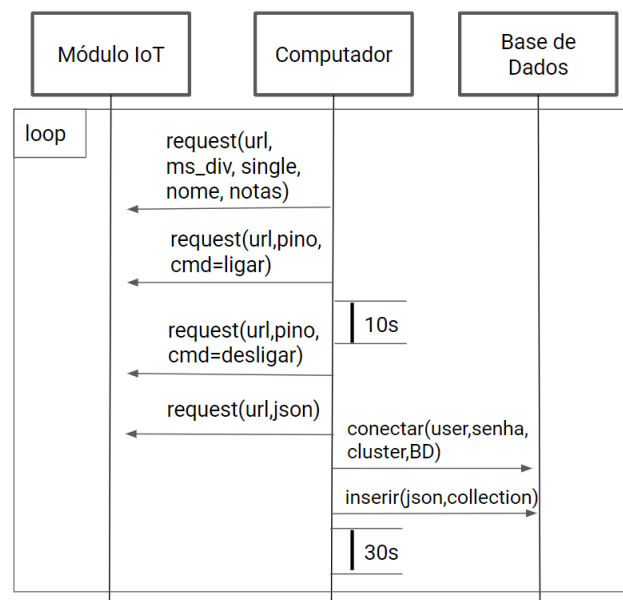 Módulo IoT
Computador
Base de
Dados
loop
request(url,
ms_div, single,
nome, notas)
request(url,pino,
cmd=ligar)
10s
request(url,pino,
cmd=desligar)
request(url,json)
conectar(user,senha,
cluster,BD)
inserir(json,collection)
30s